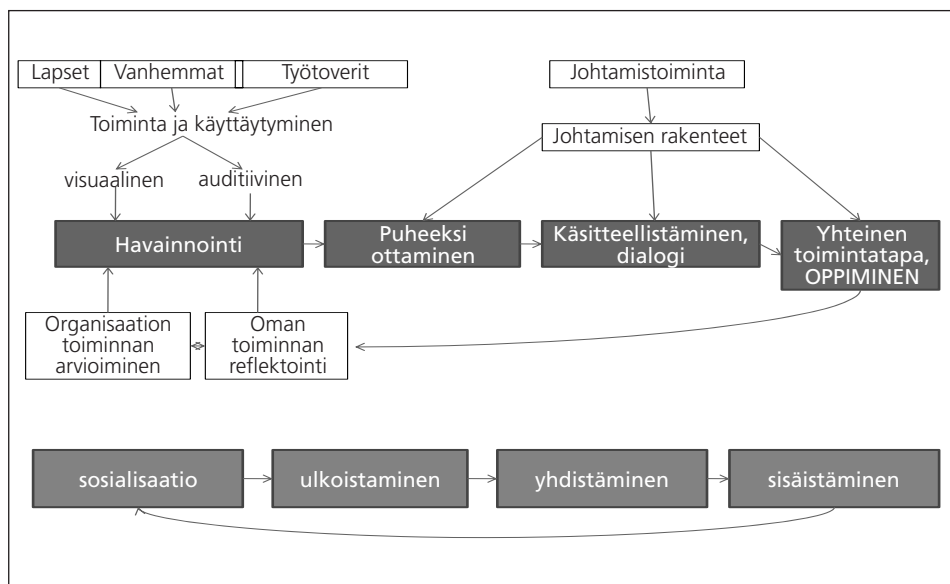 Lapset
Vanhemmat
Työtoverit
Johtamistoiminta
Toiminta ja käyttäytyminen
Johtamisen rakenteet
visuaalinen
auditiivinen
Havainnointi
Puheeksi
ottaminen
Käsitteellistäminen,
dialogi
Yhteinen
toimintatapa,
OPPIMINEN
Organisaation
toiminnan
arvioiminen
Oman
toiminnan
reflektointi
sosialisaatio
ulkoistaminen
yhdistäminen
sisäistäminen